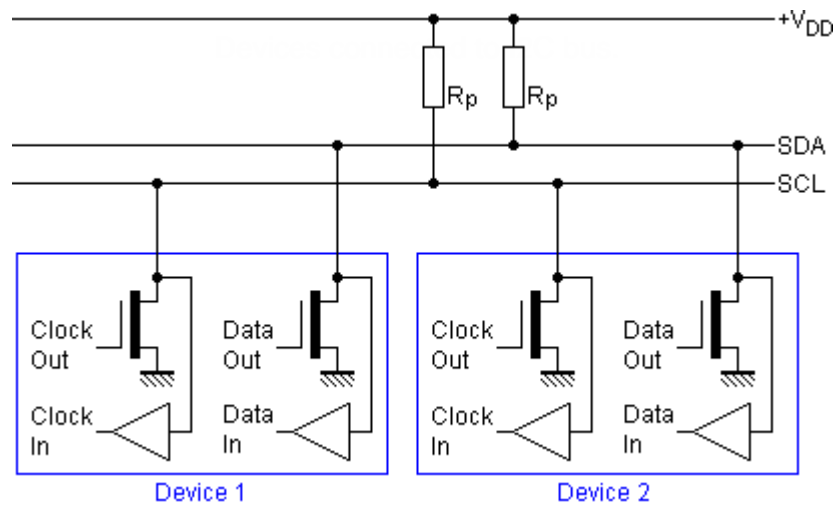 +VDD
Rp
Rp
SDA
SCL
Clock
Out
Data
Out
Clock
Out
Data
Out
Clock
In
Data
In
Clock
In
Data
In
Device 1
Device 2